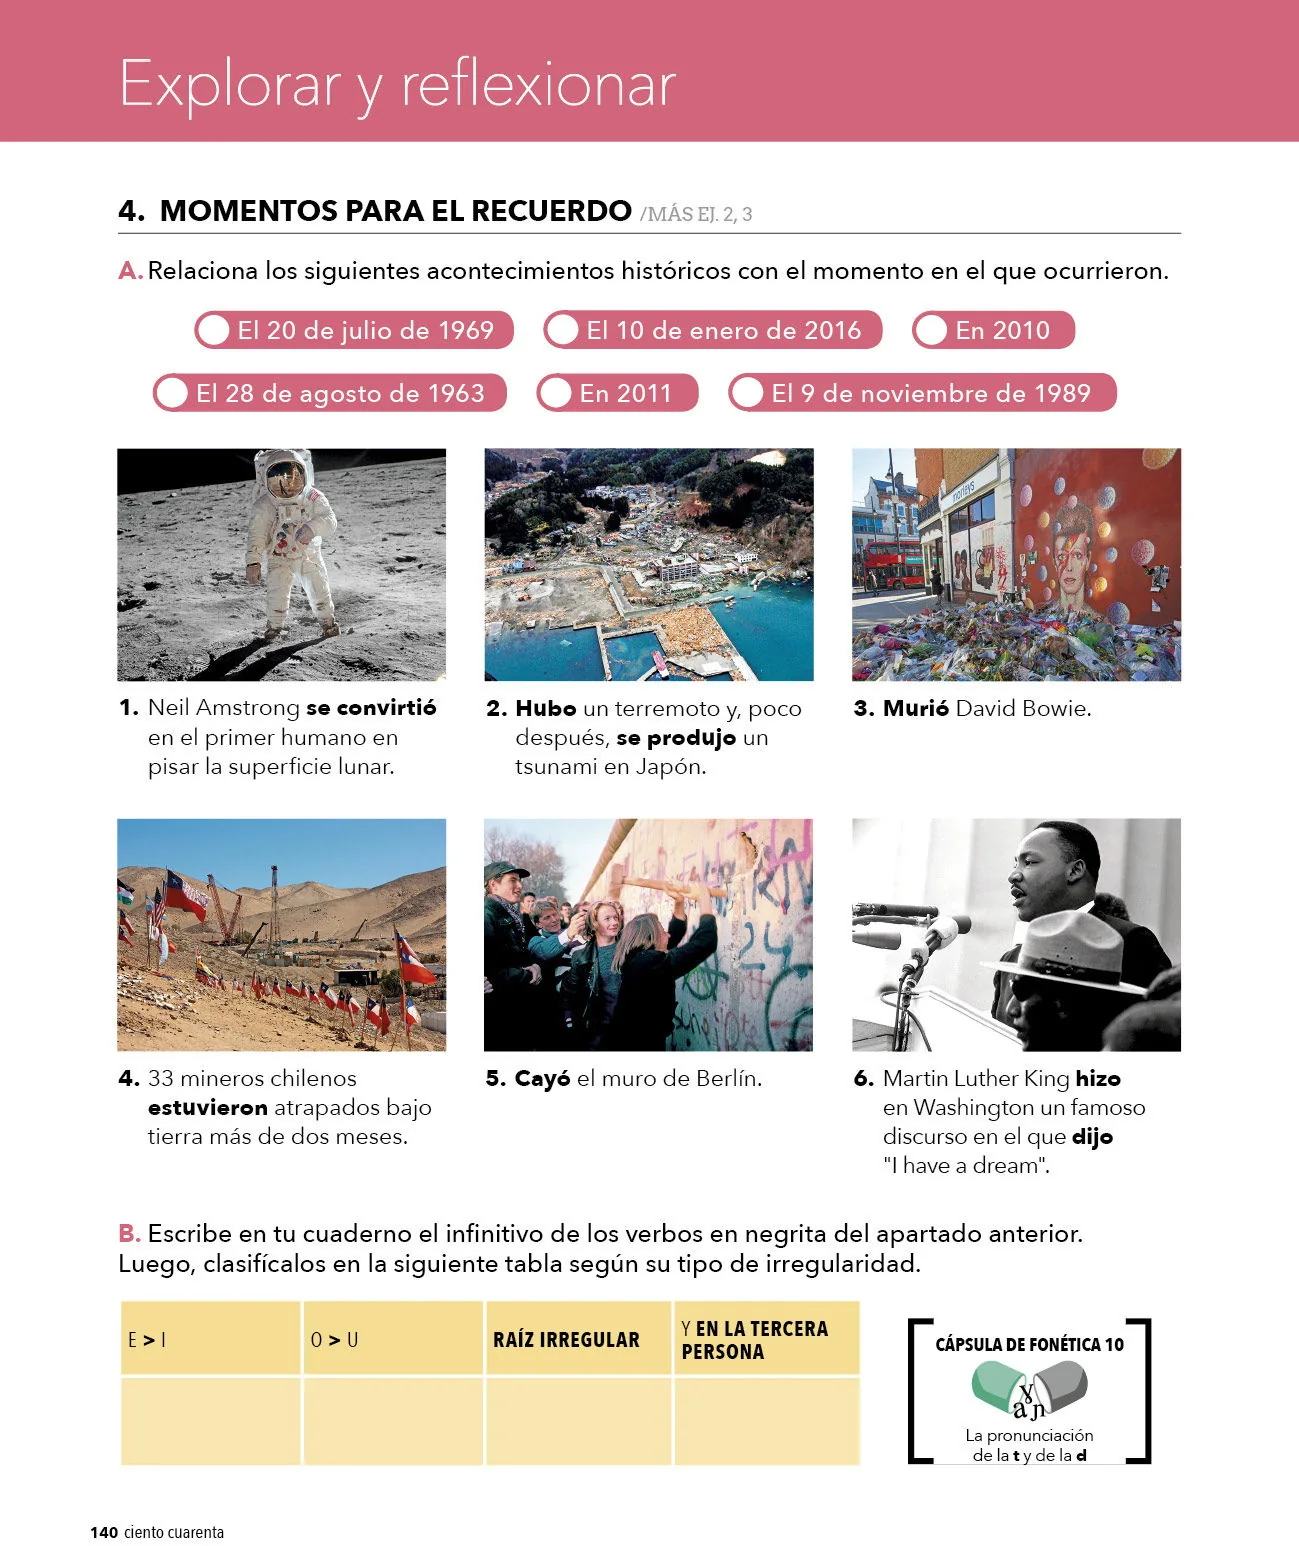 Explorar y reflexionar
4. MOMENTOS PARA EL RECUERDO /MÁS EJ. 2, 3
A. Relaciona los siguientes acontecimientos históricos con el momento en el que ocurrieron.
El 20 de julio de 1969
El 10 de enero de 2016
En 2010
El 28 de agosto de 1963
En 2011
El 9 de noviembre de 1989
morleys
1. Neil Amstrong se convirtió
en el primer humano en
pisar la superficie lunar.
2. Hubo un terremoto y, poco
después, se produjo un
tsunami en Japón.
3. Murió David Bowie.
4. 33 mineros chilenos
estuvieron atrapados bajo
tierra más de dos meses.
5. Cayó el muro de Berlín.
6. Martin Luther King hizo
en Washington un famoso
discurso en el que dijo
"I have a dream".
B. Escribe en tu cuaderno el infinitivo de los verbos en negrita del apartado anterior.
Luego, clasifícalos en la siguiente tabla según su tipo de irregularidad.
E > I
O > U
RAÍZ IRREGULAR
Y EN LA TERCERA
PERSONA
CÁPSULA DE FONÉTICA 10
La pronunciación
de la t y de la d
140 ciento cuarenta